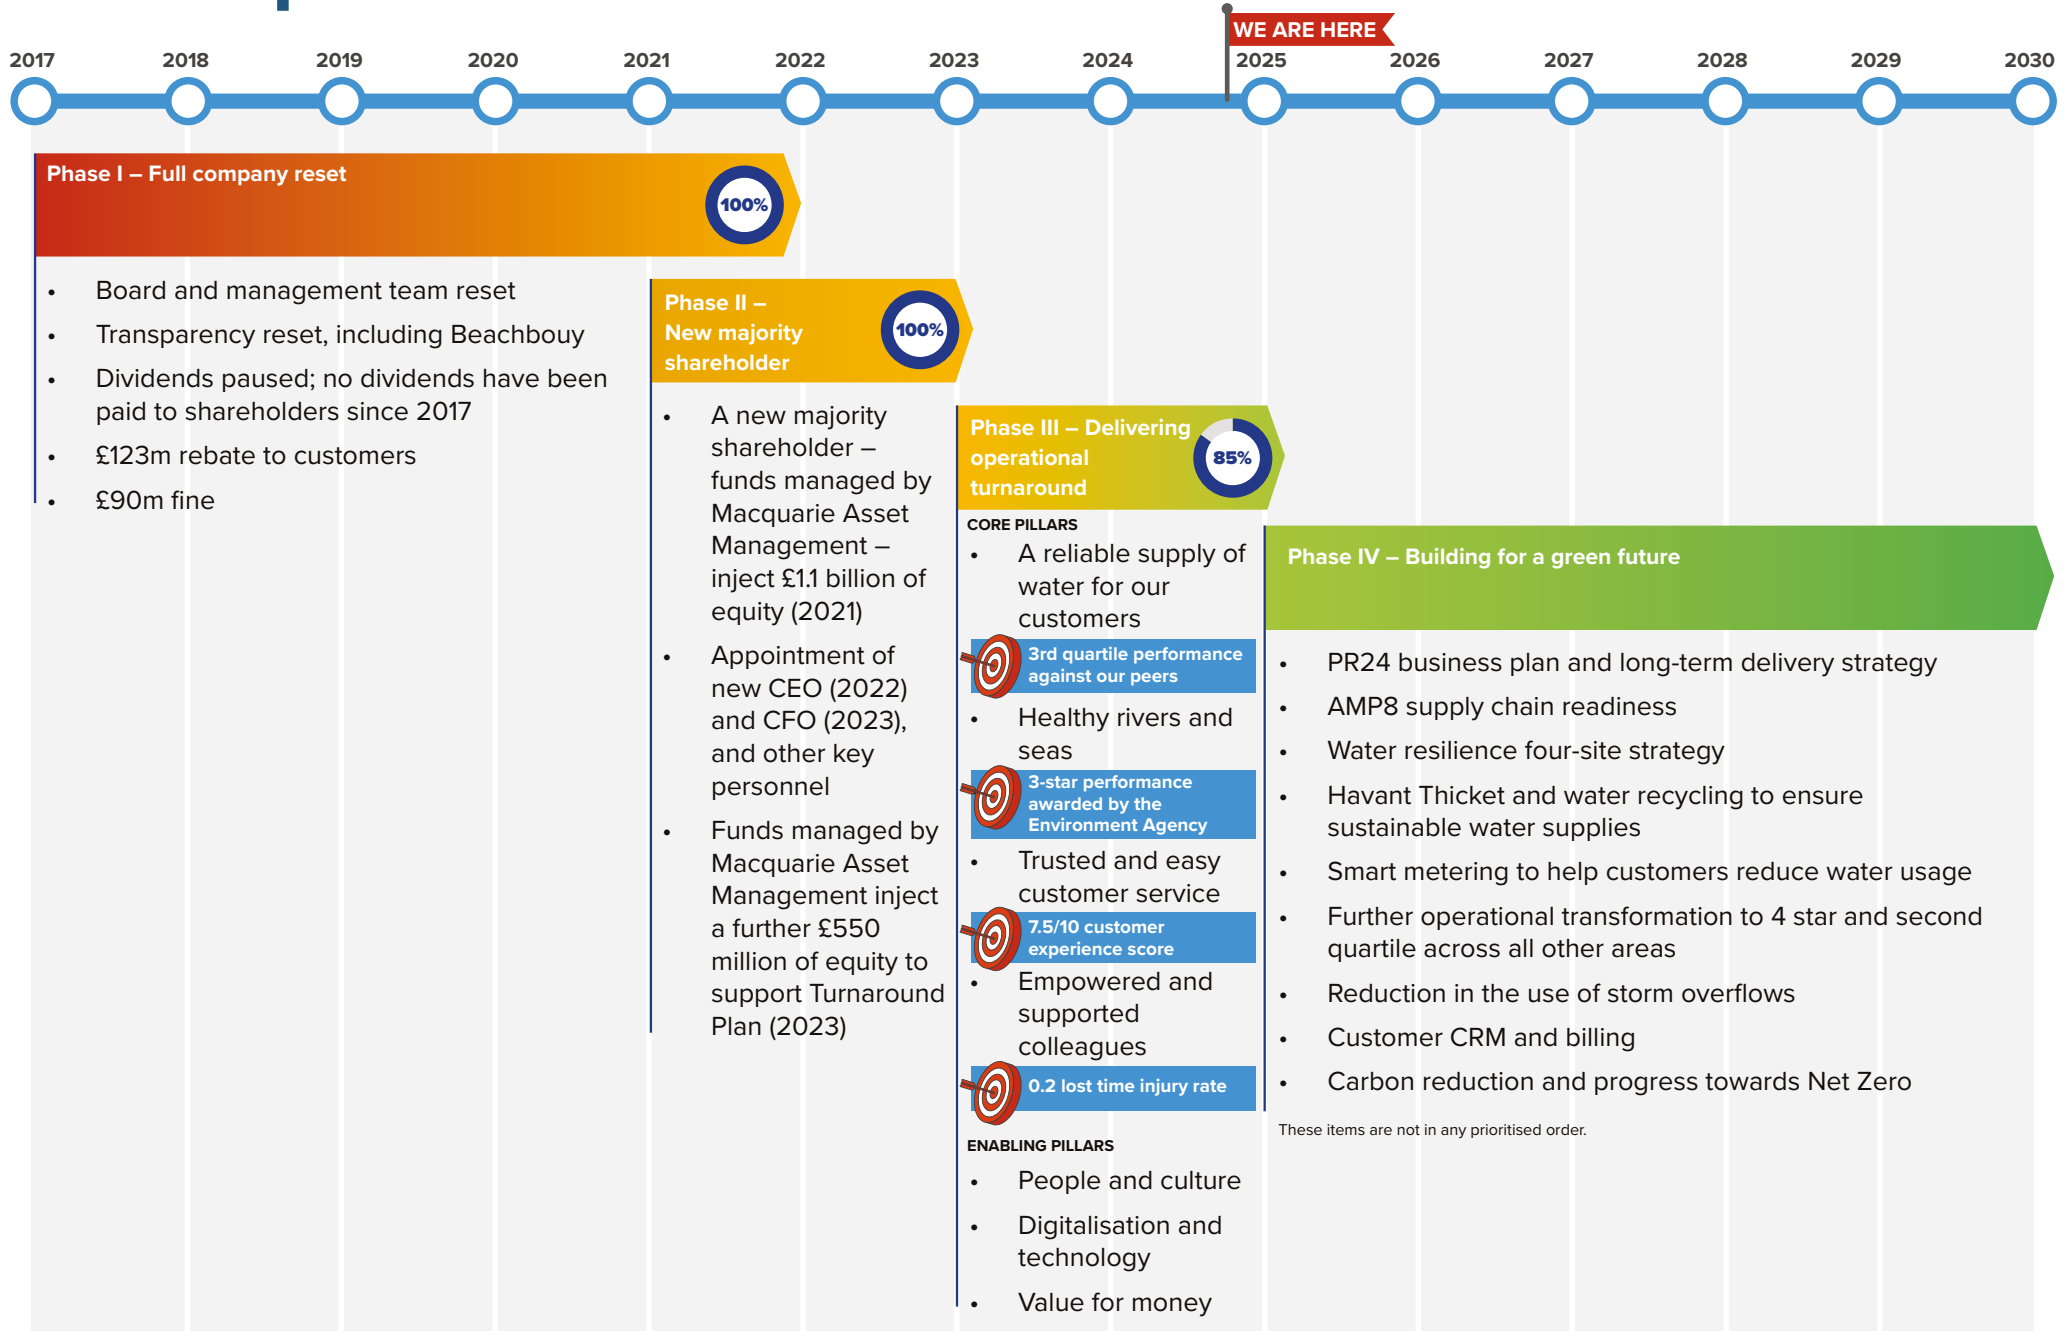 WE ARE HERE
2017 2018 2019 2020 2021 2022 2023 2024 2025 2026 2027 2028 2029 2030
Phase I – Full company reset
100%
• Board and management team reset
• Transparency reset, including Beachbouy
• Dividends paused; no dividends have been
paid to shareholders since 2017
• £123m rebate to customers
• £90m fine
Phase II –
New majority
shareholder
100%
• A new majority
shareholder –
funds managed by
Macquarie Asset
Management –
inject £1.1 billion of
equity (2021)
• Appointment of
new CEO (2022)
and CFO (2023),
and other key
personnel
• Funds managed by
Macquarie Asset
Management inject
a further £550
million of equity to
support Turnaround
Plan (2023)
Phase III – Delivering
operational
turnaround
85%
CORE PILLARS
• A reliable supply of
water for our
customers
3rd quartile performance
against our peers
• Healthy rivers and
seas
3-star performance
awarded by the
Environment Agency
• Trusted and easy
customer service
7.5/10 customer
experience score
• Empowered and
supported
colleagues
0.2 lost time injury rate
ENABLING PILLARS
• People and culture
• Digitalisation and
technology
• Value for money
Phase IV – Building for a green future
• PR24 business plan and long-term delivery strategy
• AMP8 supply chain readiness
• Water resilience four-site strategy
• Havant Thicket and water recycling to ensure
sustainable water supplies
• Smart metering to help customers reduce water usage
• Further operational transformation to 4 star and second
quartile across all other areas
• Reduction in the use of storm overflows
• Customer CRM and billing
• Carbon reduction and progress towards Net Zero
These items are not in any prioritised order.